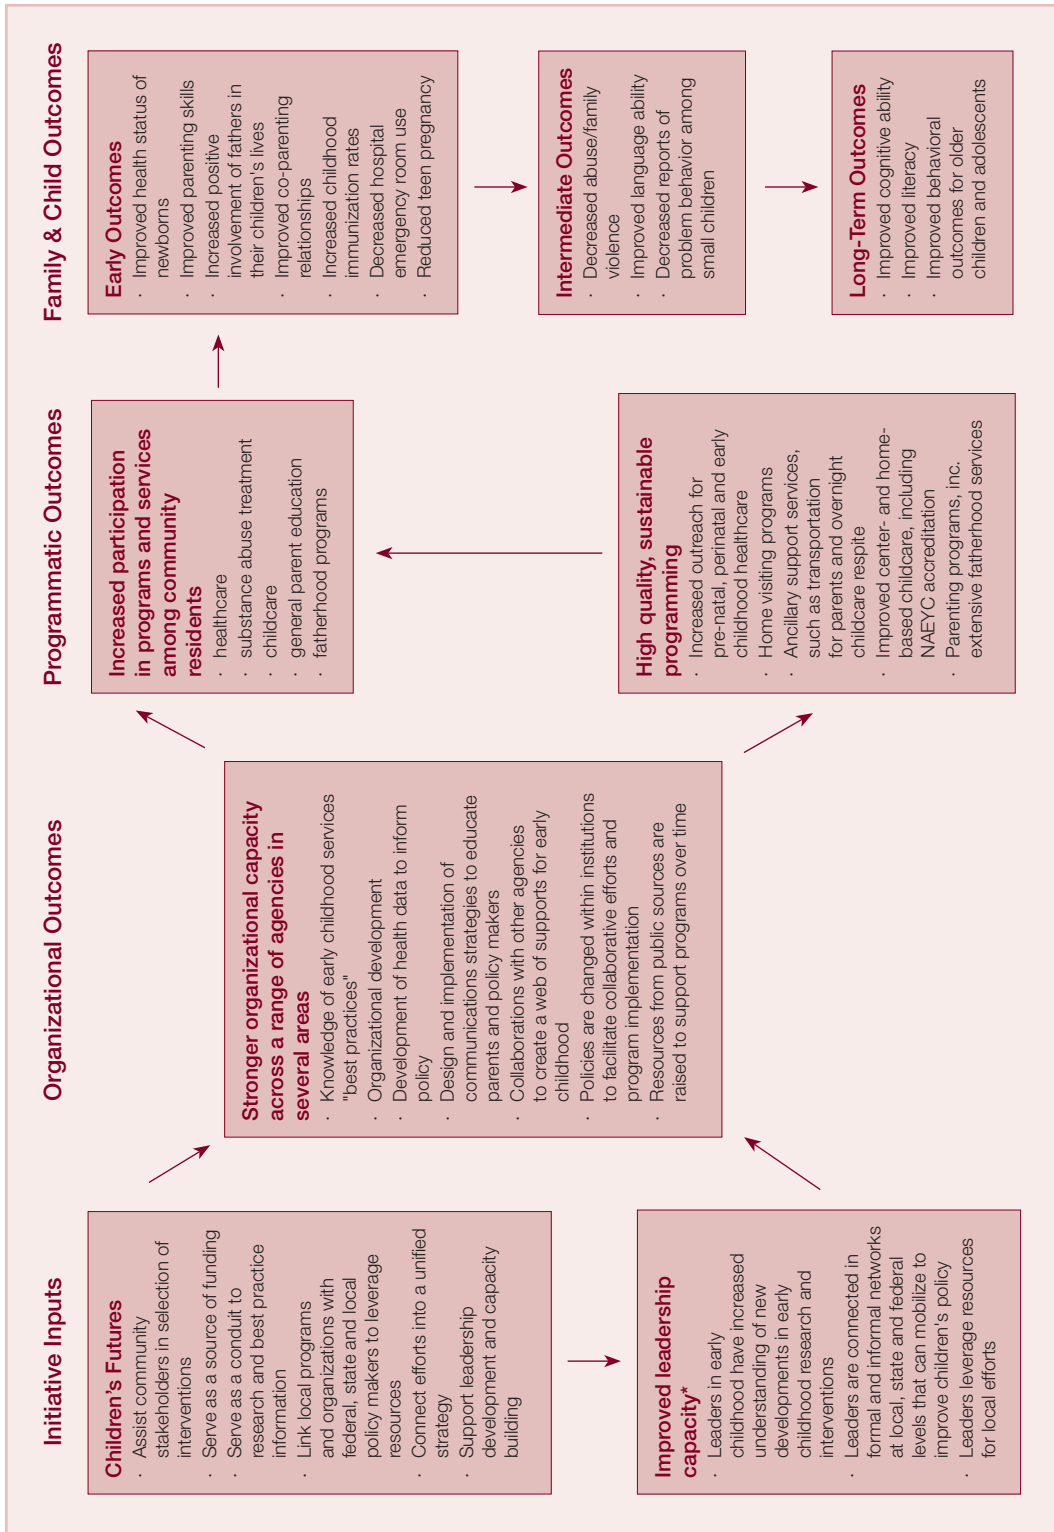 Initiative Inputs
Children's Futures
· Assist community
stakeholders in selection of
interventions
· Serve as a source of funding
· Serve as a conduit to
research and best practice
information
· Link local programs
and organizations with
federal, state and local
policy makers to leverage
resources
· Connect efforts into a unified
strategy
· Support leadership
development and capacity
building
Improved leadership
capacity*
· Leaders in early
childhood have increased
understanding of new
developments in early
childhood research and
interventions
· Leaders are connected in
formal and informal networks
at local, state and federal
levels that can mobilize to
improve children's policy
· Leaders leverage resources
for local efforts
Organizational Outcomes
Stronger organizational capacity
across a range of agencies in
several areas
· Knowledge of early childhood services
"best practices"
· Organizational development
· Development of health data to inform
policy
· Design and implementation of
communications strategies to educate
parents and policy makers
· Collaborations with other agencies
to create a web of supports for early
childhood
· Policies are changed within institutions
to facilitate collaborative efforts and
program implementation
· Resources from public sources are
raised to support programs over time
Programmatic Outcomes
Increased participation
in programs and services
among community
residents
· healthcare
· substance abuse treatment
· childcare
· general parent education
· fatherhood programs
High quality, sustainable
programming
· Increased outreach for
pre-natal, perinatal and early
childhood healthcare
· Home visiting programs
· Ancillary support services,
such as transportation
for parents and overnight
childcare respite
· Improved center- and home-
based childcare, including
NAEYC accreditation
· Parenting programs, inc.
extensive fatherhood services
Family & Child Outcomes
Early Outcomes
· Improved health status of
newborns
· Improved parenting skills
· Increased positive
involvement of fathers in
their children's lives
· Improved co-parenting
relationships
· Increased childhood
immunization rates
· Decreased hospital
emergency room use
· Reduced teen pregnancy
Intermediate Outcomes
· Decreased abuse/family
violence
· Improved language ability
· Decreased reports of
problem behavior among
small children
Long-Term Outcomes
· Improved cognitive ability
· Improved literacy
· Improved behavioral
outcomes for older
children and adolescents